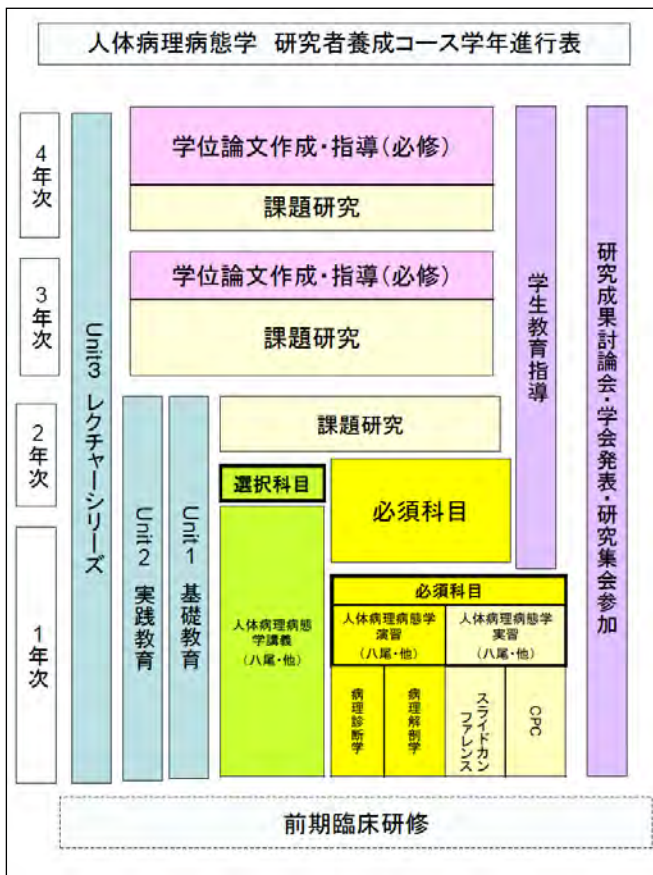 人体病理病態学 研究者養成コース学年進行表
4年次
3年次
2年次
1年次
Unit3 レクチャーシリーズ
Unit2 実践教育
Unit1 基礎教育
学位論文作成・指導(必修)
課題研究
学位論文作成・指導(必修)
課題研究
課題研究
選択科目
人体病理病態
学講義
(八尾・他)
必須科目
必須科目
人体病理病態学
演習
(八尾・他)
人体病理病態学
実習
(八尾・他)
病理診断学
病理解剖学
スライドカン
ファレンス
CPC
学生教育指導
研究成果討論会・学会発表・研究集会参加
前期臨床研修